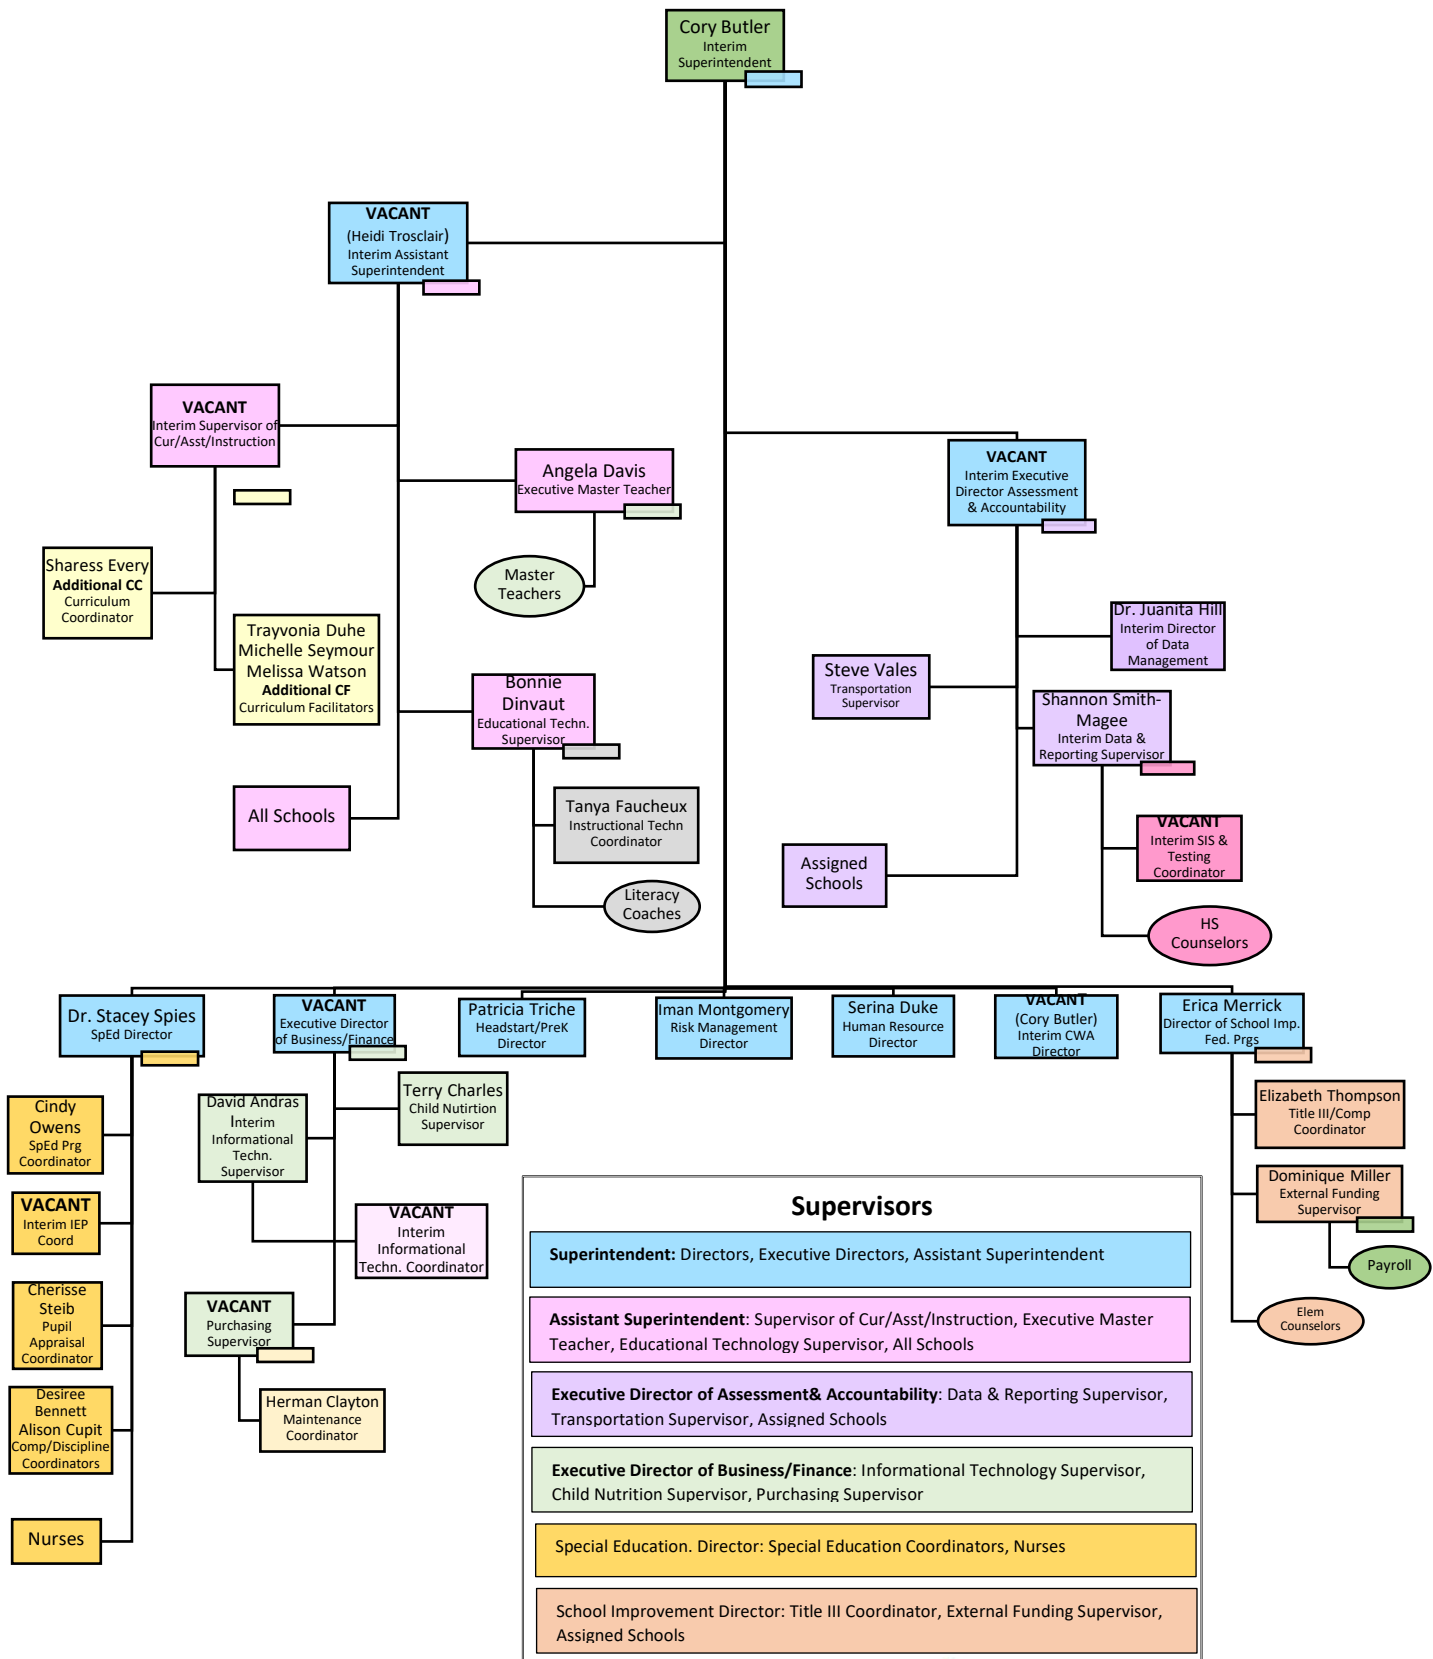 Cory Butler
Interim
Superintendent
VACANT
(Heidi Trosclair)
Interim Assistant
Superintendent
VACANT
Interim Supervisor of
Cur/Asst/Instruction
Angela Davis
Executive Master Teacher
VACANT
Interim Executive
Director Assessment
& Accountability
Sharess Every
Additional CC
Curriculum
Coordinator
Master
Teachers
Trayvonia Duhe
Michelle Seymour
Melissa Watson
Additional CF
Curriculum Facilitators
Dr. Juanita Hill
Interim Director
of Data
Management
Steve Vales
Transportation
Supervisor
Bonnie
Dinvaut
Educational Techn.
Supervisor
Shannon Smith-
Magee
Interim Data &
Reporting Supervisor
All Schools
Tanya Faucheux
Instructional Techn
Coordinator
VACANT
Interim SIS &
Testing
Coordinator
Assigned
Schools
Literacy
Coaches
HS
Counselors
Dr. Stacey Spies
SpEd Director
VACANT
Executive Director
of Business/Finance
Patricia Triche
Headstart/PreK
Director
Iman Montgomery
Risk Management
Director
Serina Duke
Human Resource
Director
VACANT
(Cory Butler)
Interim CWA
Director
Erica Merrick
Director of School Imp.
Fed. Prgs
Cindy
Owens
SpEd Prg
Coordinator
David Andras
Interim
Informational
Techn.
Supervisor
Terry Charles
Child Nutirtion
Supervisor
Elizabeth Thompson
Title III/Comp
Coordinator
VACANT
Interim IEP
Coord
VACANT
Interim
Informational
Techn. Coordinator
Dominique Miller
External Funding
Supervisor
Payroll
Cherisse
Steib
Pupil
Appraisal
Coordinator
VACANT
Purchasing
Supervisor
Elem
Counselors
Desiree
Bennett
Alison Cupit
Comp/Discipline
Coordinators
Herman Clayton
Maintenance
Coordinator
Nurses
Supervisors
Superintendent: Directors, Executive Directors, Assistant Superintendent
Assistant Superintendent: Supervisor of Cur/Asst/Instruction, Executive Master
Teacher, Educational Technology Supervisor, All Schools
Executive Director of Assessment& Accountability: Data & Reporting Supervisor,
Transportation Supervisor, Assigned Schools
Executive Director of Business/Finance: Informational Technology Supervisor,
Child Nutrition Supervisor, Purchasing Supervisor
Special Education. Director: Special Education Coordinators, Nurses
School Improvement Director: Title III Coordinator, External Funding Supervisor,
Assigned Schools